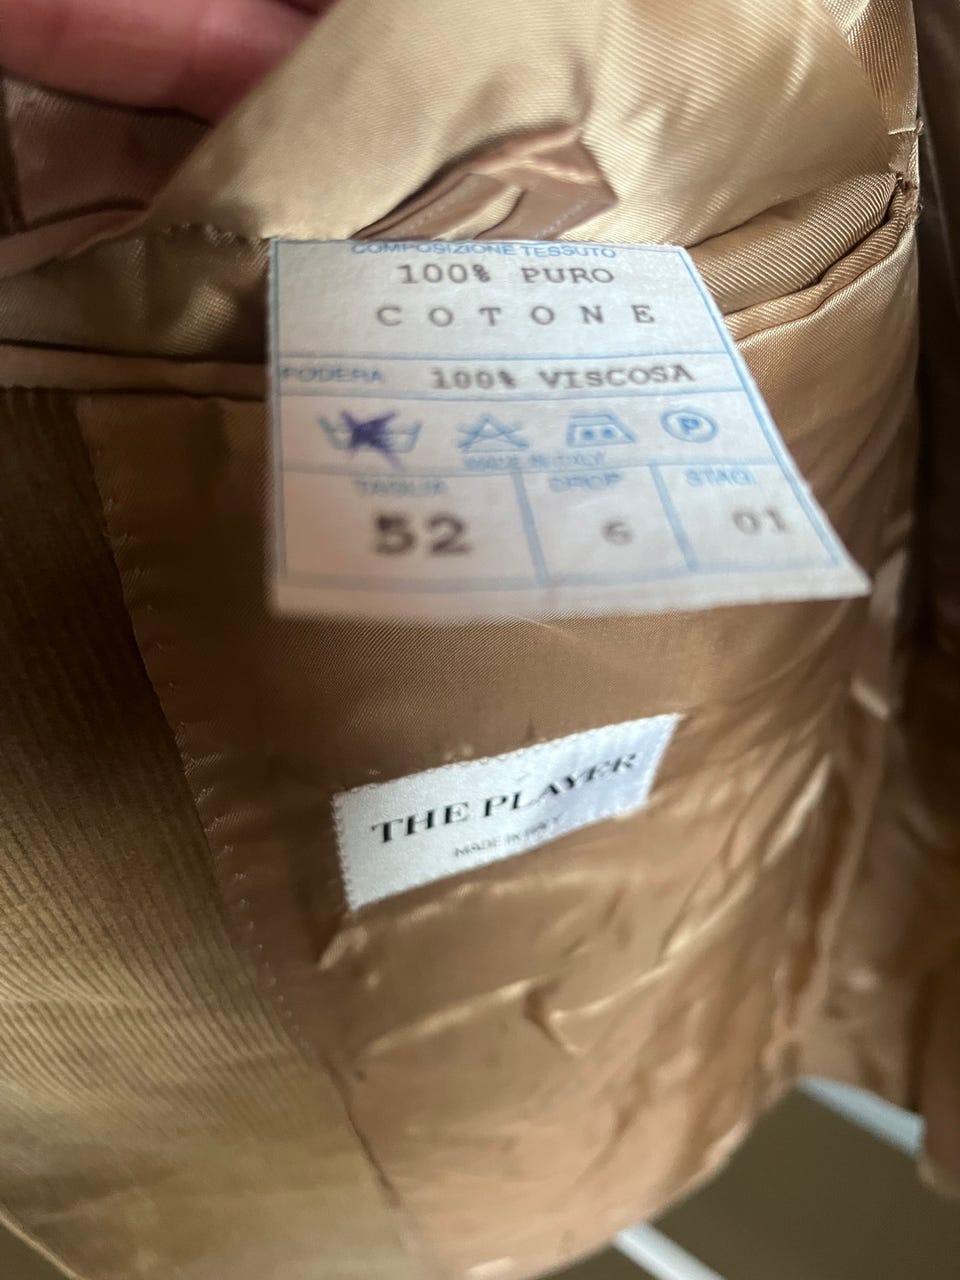 COMPOSIZIONE TESSUTO
100% PURO
COTONE
FODERA 100% VISCOSA
P
MADE IN ITALY
TAGLIA DROP STAG.
52 6 01
THE PLAYER
MADE IN ITALY